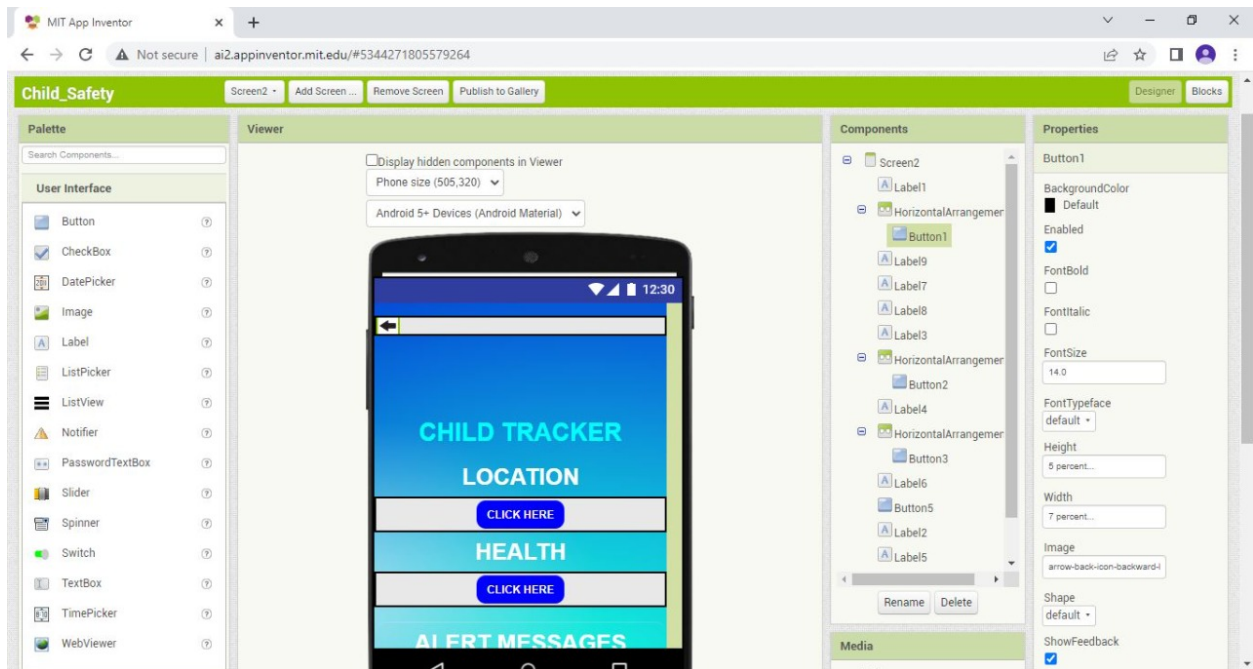 MIT App Inventor
Not secure | ai2.appinventor.mit.edu/#5344271805579264
Child_Safety
Screen2
Add Screen ...
Remove Screen
Publish to Gallery
Designer
Blocks
Palette
Search Components...
User Interface
Button
CheckBox
DatePicker
Image
Label
ListPicker
ListView
Notifier
PasswordTextBox
Slider
Spinner
Switch
TextBox
TimePicker
WebViewer
Viewer
Display hidden components in Viewer
Phone size (505,320)
Android 5+ Devices (Android Material)
12:30
CHILD TRACKER
LOCATION
CLICK HERE
HEALTH
CLICK HERE
ALERT MESSAGES
Components
Screen2
Label1
HorizontalArrangemer
Button1
Label9
Label7
Label8
Label3
HorizontalArrangemer
Button2
Label4
HorizontalArrangemer
Button3
Label6
Button5
Label2
Label5
Rename
Delete
Media
Properties
Button1
BackgroundColor
Default
Enabled
FontBold
FontItalic
FontSize
14.0
FontTypeface
default
Height
5 percent...
Width
7 percent...
Image
arrow-back-icon-backward-l
Shape
default
ShowFeedback